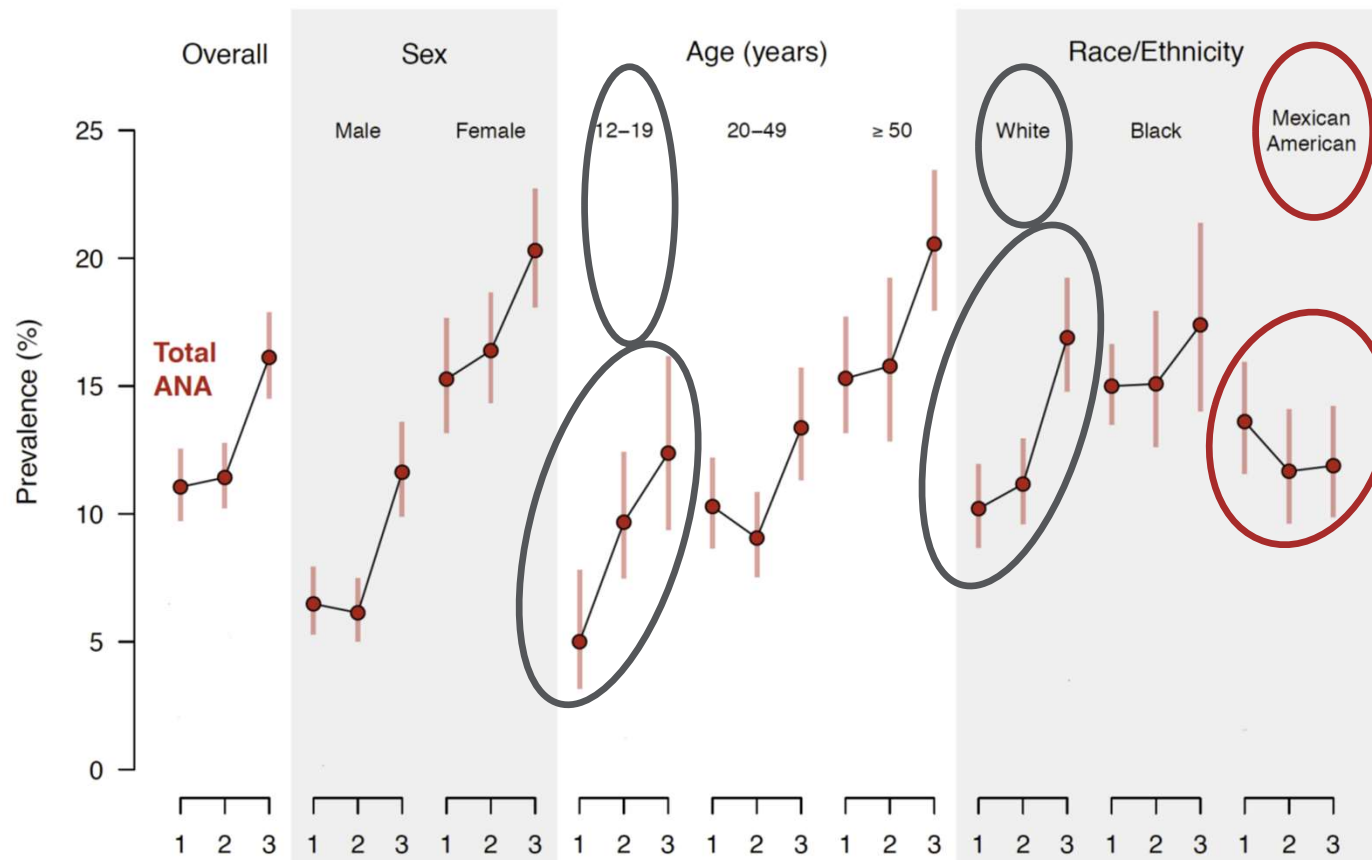 Overall Sex Age (years) Race/Ethnicity
Male Female 12–19 20–49 ≥ 50 White Black Mexican
American
25
20
15
10
5
0
Prevalence (%)
Total
ANA
1 2 3 1 2 3 1 2 3 1 2 3 1 2 3 1 2 3 1 2 3 1 2 3 1 2 3